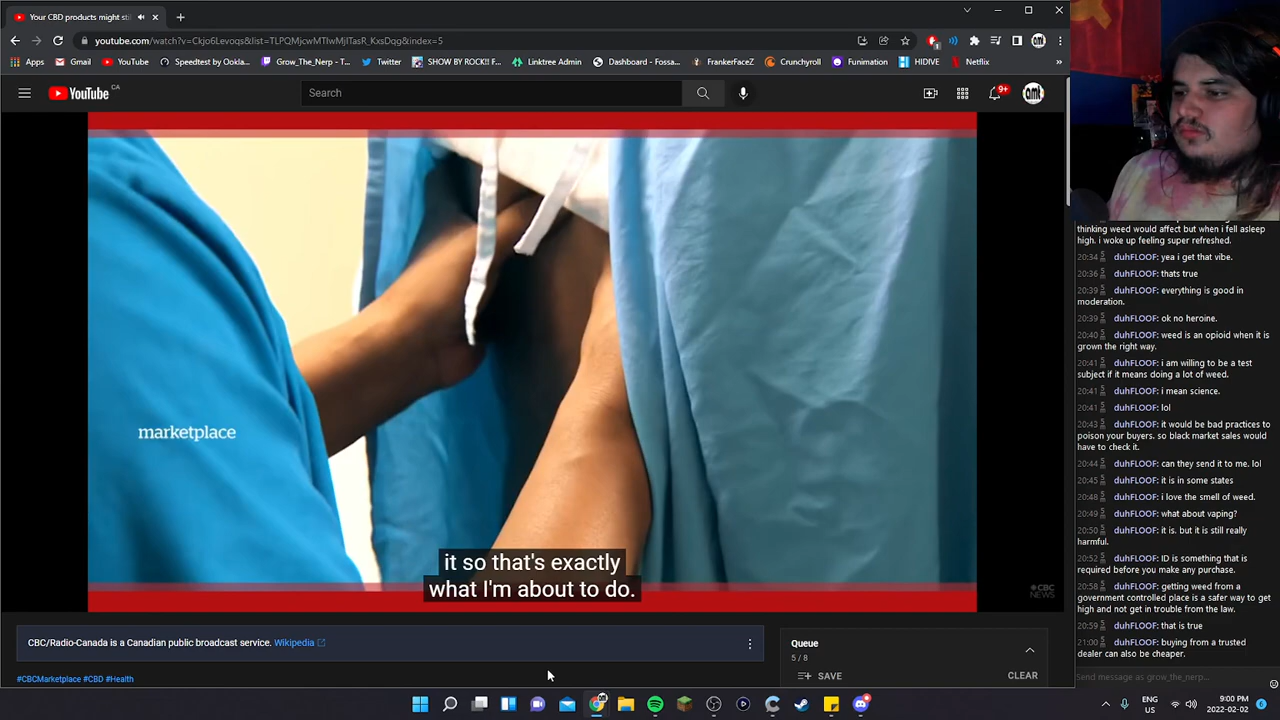 Your CBD products might sti
youtube.com/watch?v=Ckjo6Levoqs&list=TLPQMjcwMTIwMjITasR_KxsDqg&index=5
1
Apps Gmail YouTube Speedtest by Ookla... Grow_The_Nerp - T... Twitter SHOW BY ROCK!! F... Linktree Admin Dashboard - Fossa... FrankerFaceZ Crunchyroll Funimation HIDIVE Netflix »
YouTube CA
Search
9+
marketplace
it so that's exactly
what I'm about to do.
CBC
NEWS
CBC/Radio-Canada is a Canadian public broadcast service. Wikipedia
Queue
5 / 8
SAVE CLEAR
#CBCMarketplace #CBD #Health
thinking weed would affect but when i fell asleep
high. i woke up feeling super refreshed.
20:34 duhFLOOF: yea i get that vibe.
20:36 duhFLOOF: thats true
20:39 duhFLOOF: everything is good in
moderation.
20:39 duhFLOOF: ok no heroine.
20:40 duhFLOOF: weed is an opioid when it is
grown the right way.
20:41 duhFLOOF: i am willing to be a test
subject if it means doing a lot of weed.
20:41 duhFLOOF: i mean science.
20:41 duhFLOOF: lol
20:43 duhFLOOF: it would be bad practices to
poison your buyers. so black market sales would
have to check it.
20:44 duhFLOOF: can they send it to me. lol
20:45 duhFLOOF: it is in some states
20:48 duhFLOOF: i love the smell of weed.
20:49 duhFLOOF: what about vaping?
20:50 duhFLOOF: it is. but it is still really
harmful.
20:52 duhFLOOF: ID is something that is
required before you make any purchase.
20:58 duhFLOOF: getting weed from a
government controlled place is a safer way to get
high and not get in trouble from the law.
20:59 duhFLOOF: that is true
21:00 duhFLOOF: buying from a trusted
dealer can also be cheaper.
Send message as grow_the_nerp...
ENG
US
9:00 PM
2022-02-02